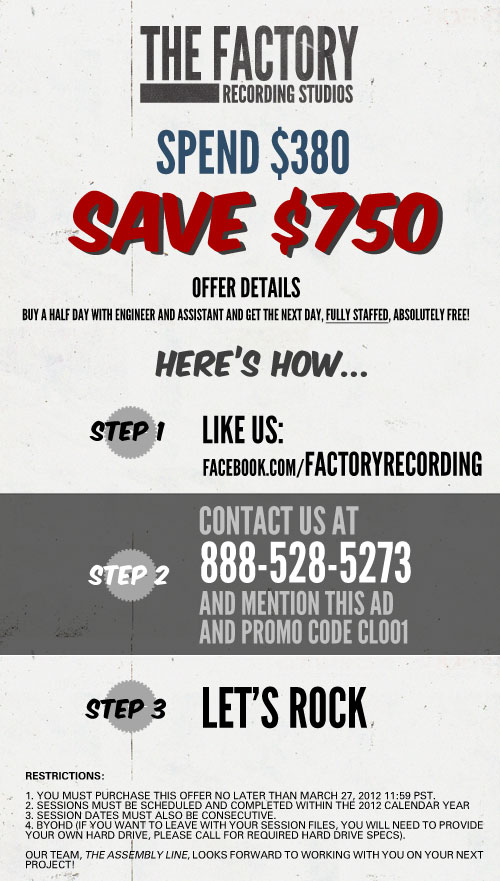 THE FACTORY
RECORDING STUDIOS
SPEND $380
SAVE $750
OFFER DETAILS
BUY A HALF DAY WITH ENGINEER AND ASSISTANT AND GET THE NEXT DAY, FULLY STAFFED, ABSOLUTELY FREE!
HERE'S HOW...
STEP 1
LIKE US:
FACEBOOK.COM/FACTORYRECORDING
CONTACT US AT
888-528-5273
STEP 2
AND MENTION THIS AD
AND PROMO CODE CL001
STEP 3
LET'S ROCK
RESTRICTIONS:
1. YOU MUST PURCHASE THIS OFFER NO LATER THAN MARCH 27, 2012 11:59 PST.
2. SESSIONS MUST BE SCHEDULED AND COMPLETED WITHIN THE 2012 CALENDAR YEAR
3. SESSION DATES MUST ALSO BE CONSECUTIVE.
4. BYOHD (IF YOU WANT TO LEAVE WITH YOUR SESSION FILES, YOU WILL NEED TO PROVIDE
YOUR OWN HARD DRIVE, PLEASE CALL FOR REQUIRED HARD DRIVE SPECS).
OUR TEAM, THE ASSEMBLY LINE, LOOKS FORWARD TO WORKING WITH YOU ON YOUR NEXT
PROJECT!